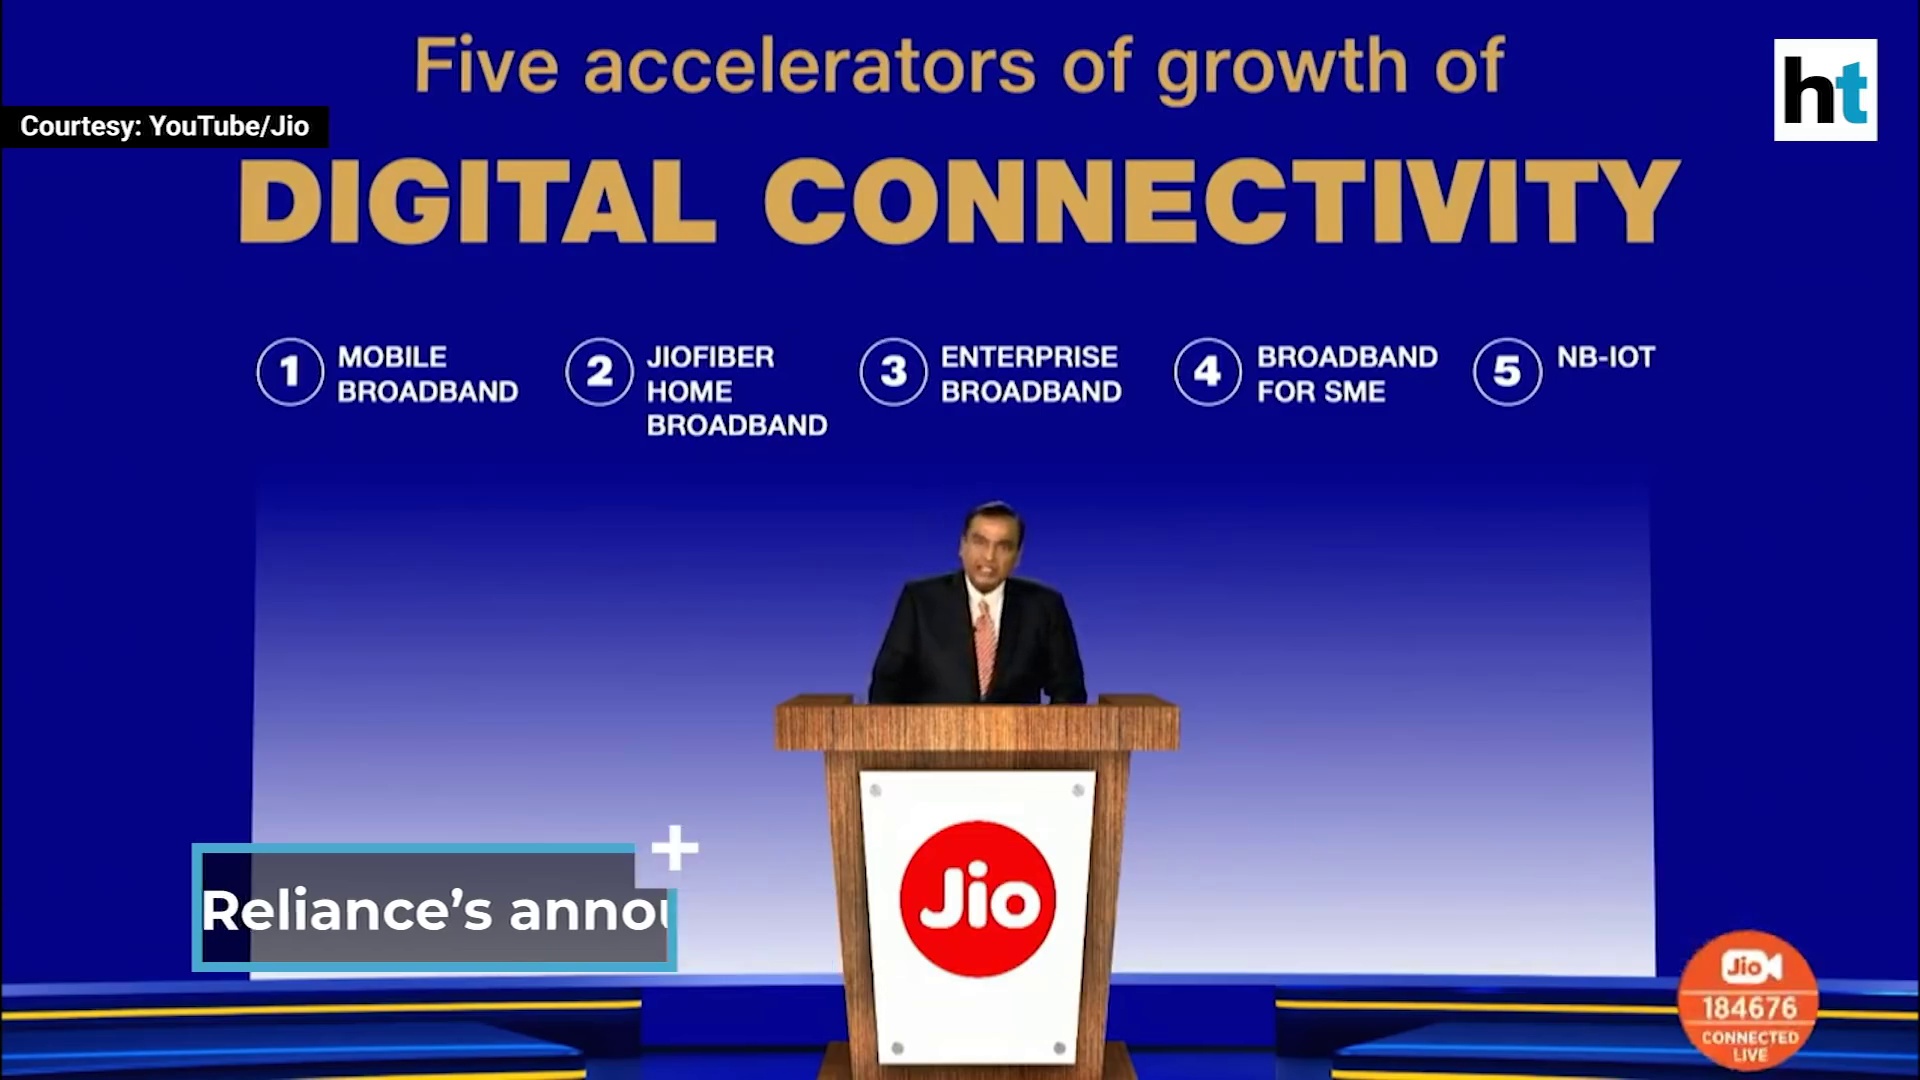 Five accelerators of growth of
ht
Courtesy: YouTube/Jio
DIGITAL CONNECTIVITY
1 MOBILE
BROADBAND
2 JIOFIBER
HOME
BROADBAND
3 ENTERPRISE
BROADBAND
4 BROADBAND
FOR SME
5 NB-IOT
Reliance’s
Jio
Jio
184676
CONNECTED
LIVE